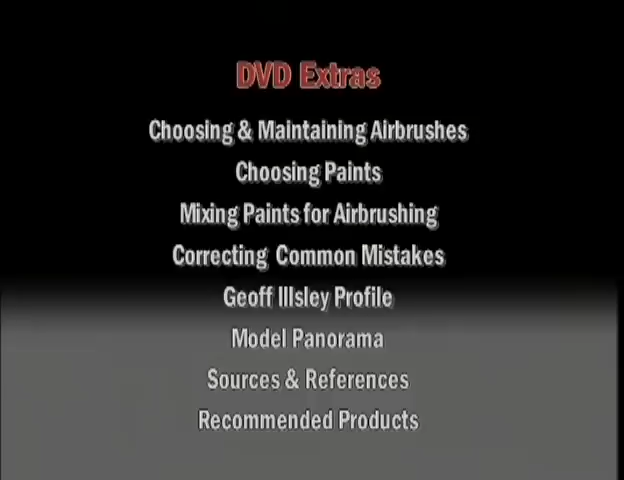 DVD Extras
Choosing & Maintaining Airbrushes
Choosing Paints
Mixing Paints for Airbrushing
Correcting Common Mistakes
Geoff Illsley Profile
Model Panorama
Sources & References
Recommended Products